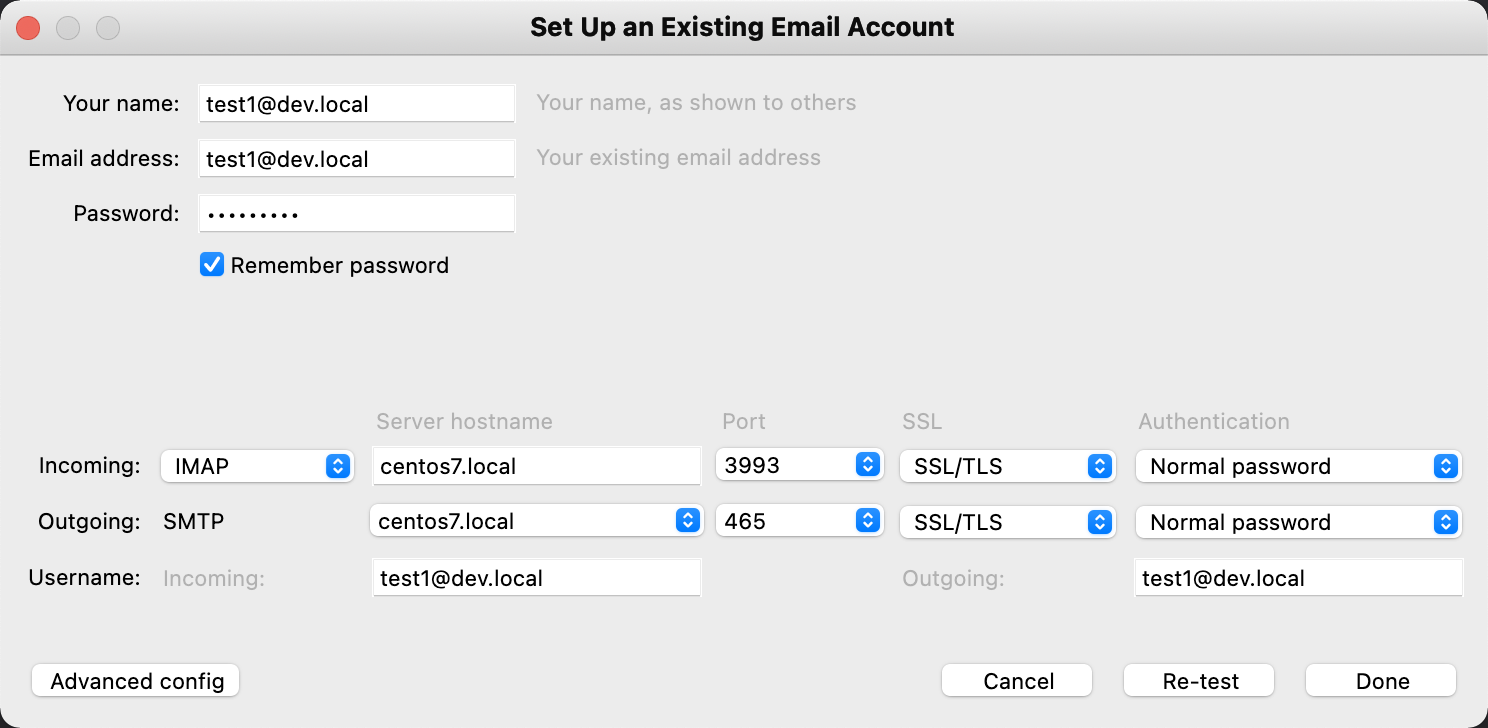 Set Up an Existing Email Account
Your name: test1@dev.local Your name, as shown to others
Email address: test1@dev.local Your existing email address
Password: •••••••••
Remember password
Server hostname Port SSL Authentication
Incoming: IMAP centos7.local 3993 SSL/TLS Normal password
Outgoing: SMTP centos7.local 465 SSL/TLS Normal password
Username: Incoming: test1@dev.local Outgoing: test1@dev.local
Advanced config Cancel Re-test Done